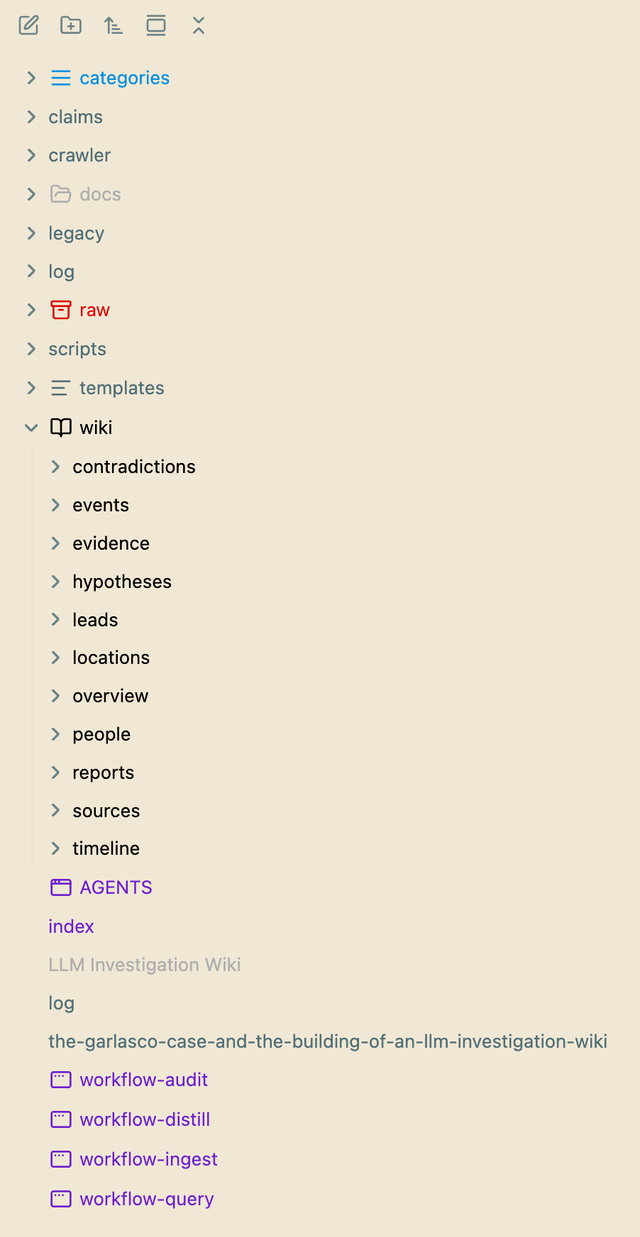 categories
claims
crawler
docs
legacy
log
raw
scripts
templates
wiki
contradictions
events
evidence
hypotheses
leads
locations
overview
people
reports
sources
timeline
AGENTS
index
LLM Investigation Wiki
log
the-garlasco-case-and-the-building-of-an-llm-investigation-wiki
workflow-audit
workflow-distill
workflow-ingest
workflow-query